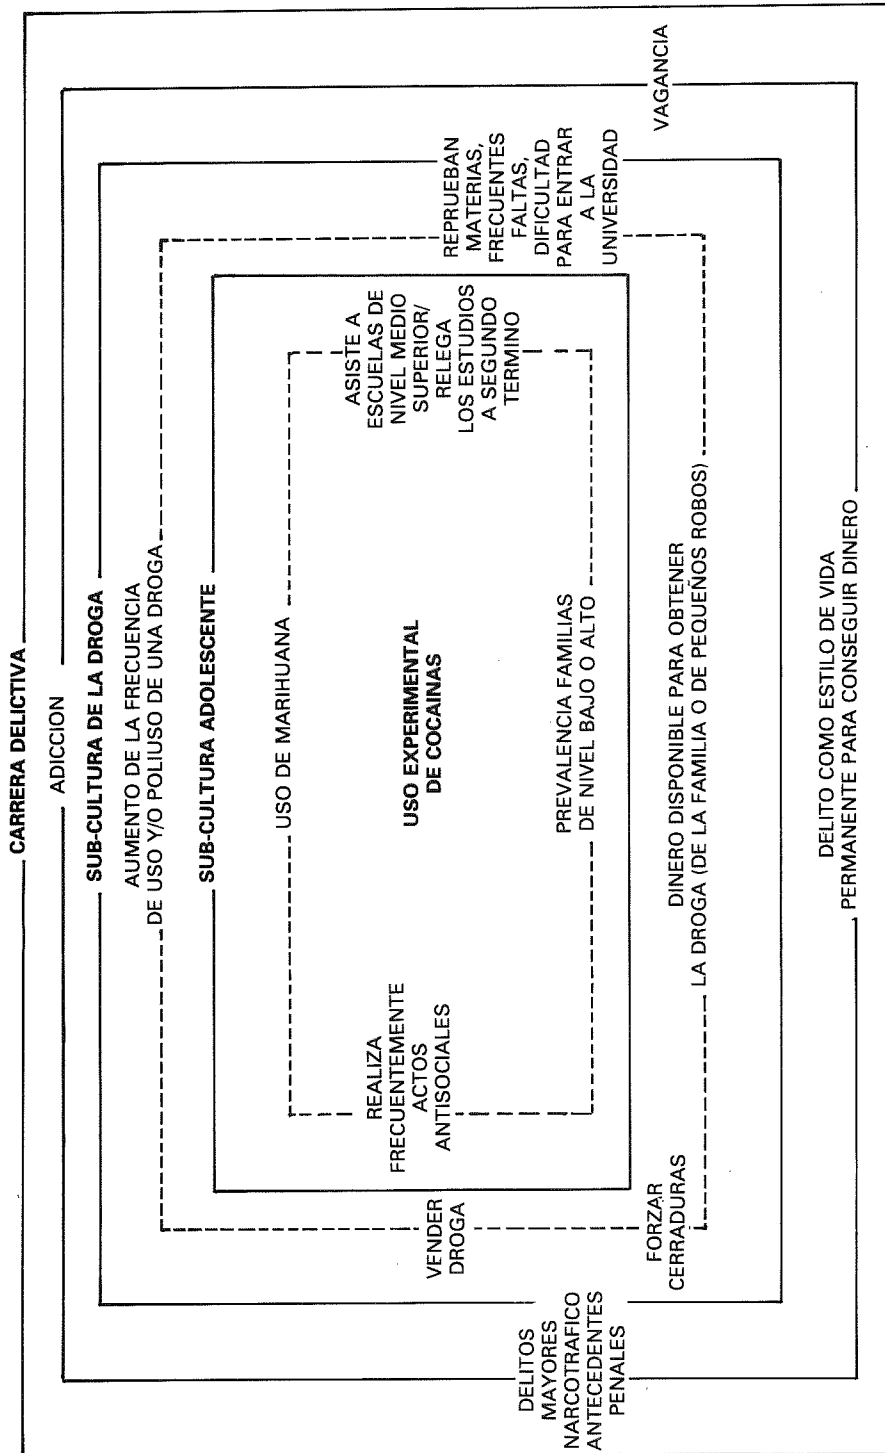 CARRERA DELICTIVA
ADICCION
SUB-CULTURA DE LA DROGA
AUMENTO DE LA FRECUENCIA
DE USO Y/O POLIUSO DE UNA DROGA
SUB-CULTURA ADOLESCENTE
USO DE MARIHUANA
REALIZA
FRECUENTEMENTE
ACTOS
ANTISOCIALES
USO EXPERIMENTAL
DE COCAINAS
ASISTE A
ESCUELAS DE
NIVEL MEDIO
SUPERIOR/
RELEGA
LOS ESTUDIOS
A SEGUNDO
TERMINO
PREVALENCIA FAMILIAS
DE NIVEL BAJO O ALTO
VENDER
DROGA
REPRUEBAN
MATERIAS,
FRECUENTES
FALTAS,
DIFICULTAD
PARA ENTRAR
A LA
UNIVERSIDAD
FORZAR
CERRADURAS
DINERO DISPONIBLE PARA OBTENER
LA DROGA (DE LA FAMILIA O DE PEQUEÑOS ROBOS)
DELITOS
MAYORES
NARCOTRAFICO
ANTECEDENTES
PENALES
VAGANCIA
DELITO COMO ESTILO DE VIDA
PERMANENTE PARA CONSEGUIR DINERO